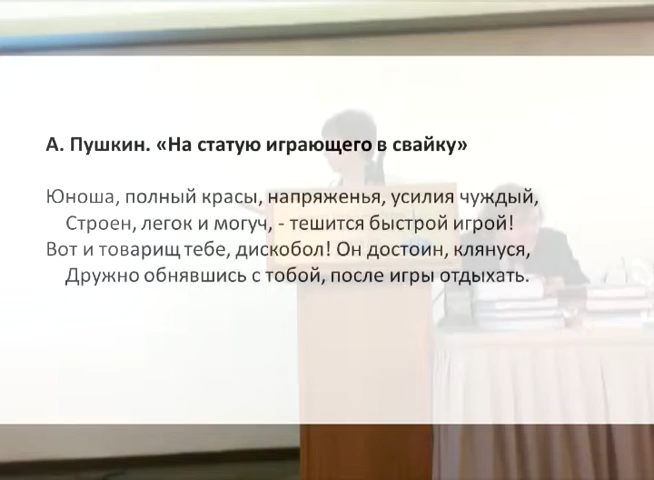 А. Пушкин. «На статую играющего в свайку»
Юноша, полный красы, напряженья, усилия чуждый,
Строен, легок и могуч, - тешится быстрой игрой!
Вот и товарищ тебе, дискобол! Он достоин, клянуся,
Дружно обнявшись с тобой, после игры отдыхать.